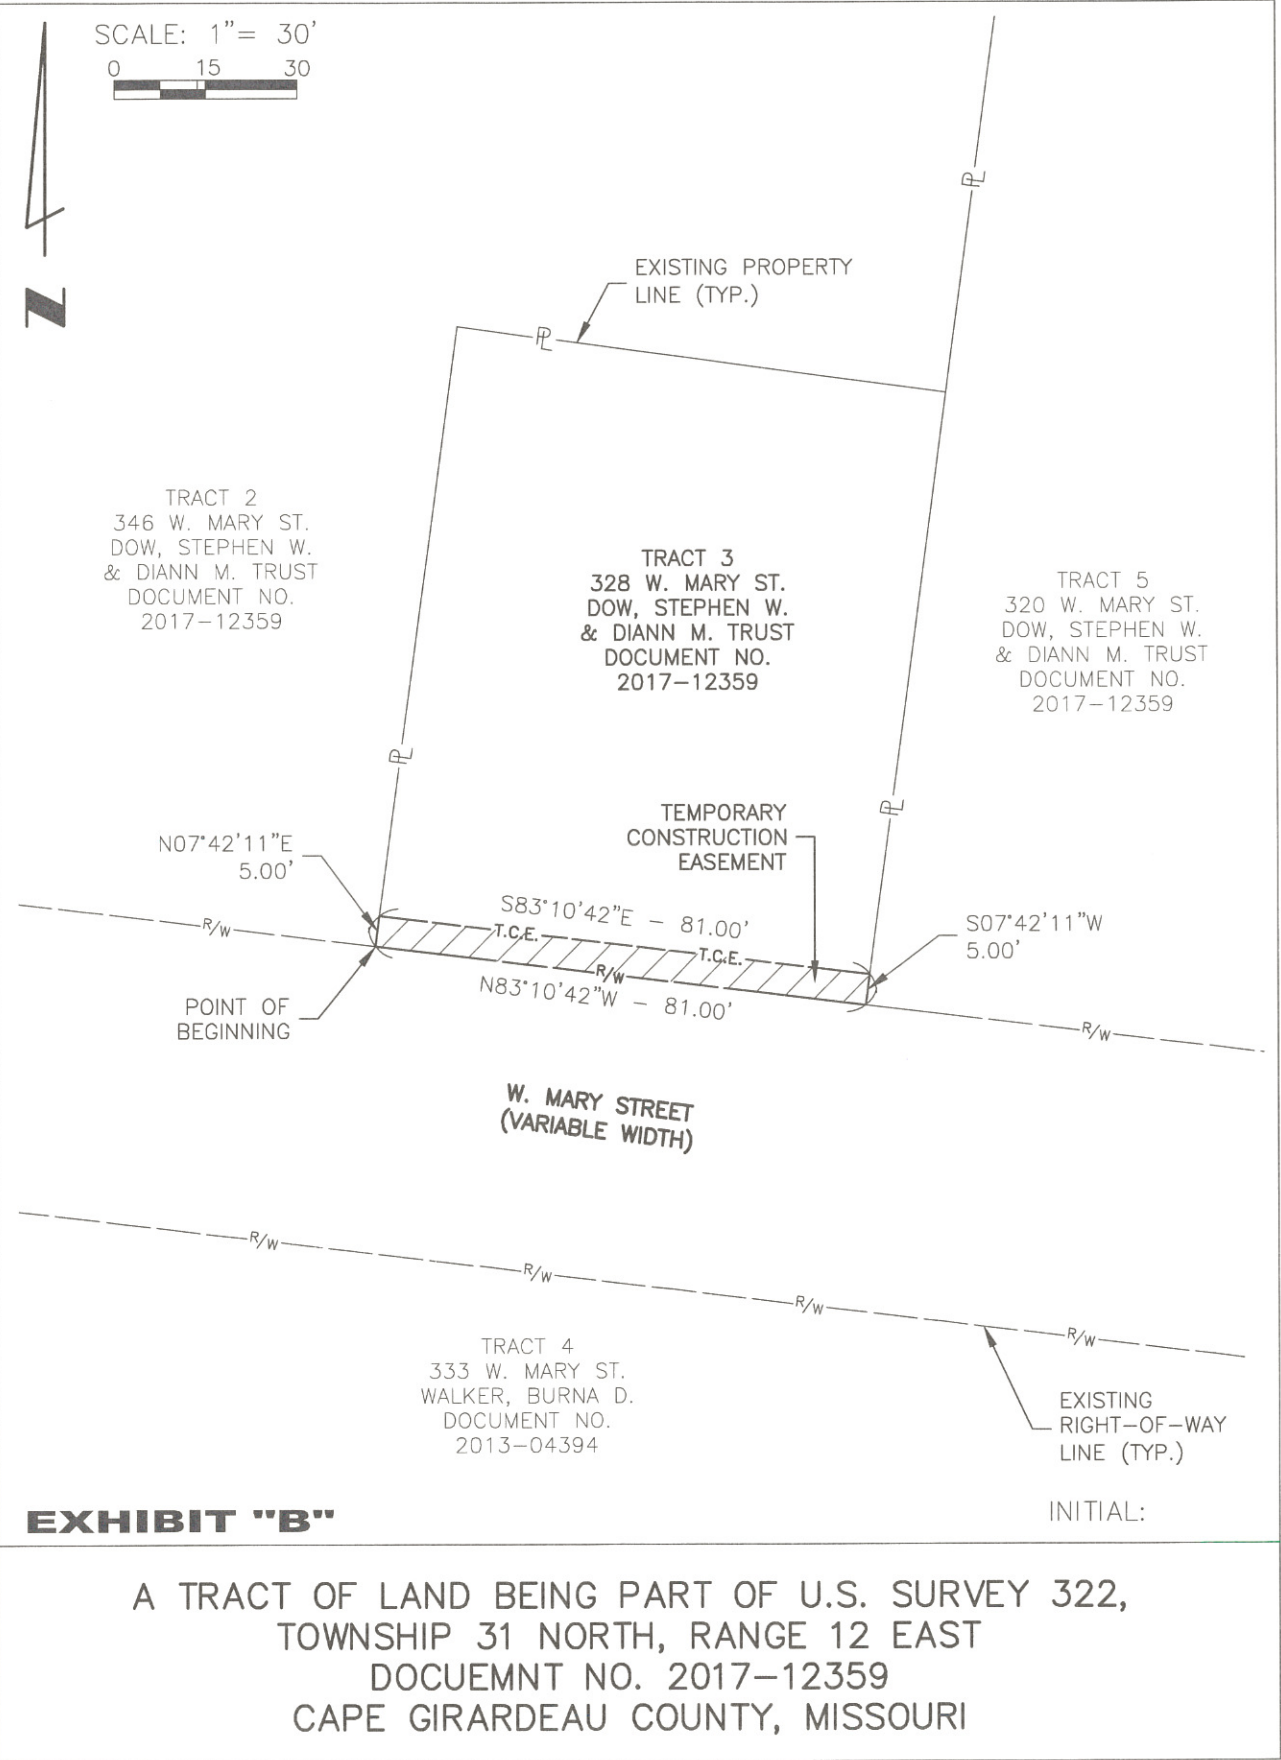 SCALE: 1"= 30'
0 15 30
N
EXISTING PROPERTY
LINE (TYP.)
PL
PL
PL
PL
TRACT 2
346 W. MARY ST.
DOW, STEPHEN W.
& DIANN M. TRUST
DOCUMENT NO.
2017-12359
TRACT 3
328 W. MARY ST.
DOW, STEPHEN W.
& DIANN M. TRUST
DOCUMENT NO.
2017-12359
TRACT 5
320 W. MARY ST.
DOW, STEPHEN W.
& DIANN M. TRUST
DOCUMENT NO.
2017-12359
TEMPORARY
CONSTRUCTION
EASEMENT
N07°42'11"E
5.00'
S83°10'42"E - 81.00'
T.C.E.
T.C.E.
R/W
R/W
N83°10'42"W - 81.00'
S07°42'11"W
5.00'
POINT OF
BEGINNING
R/W
W. MARY STREET
(VARIABLE WIDTH)
R/W
R/W
R/W
R/W
TRACT 4
333 W. MARY ST.
WALKER, BURNA D.
DOCUMENT NO.
2013-04394
EXISTING
RIGHT-OF-WAY
LINE (TYP.)
INITIAL:
EXHIBIT "B"
A TRACT OF LAND BEING PART OF U.S. SURVEY 322,
TOWNSHIP 31 NORTH, RANGE 12 EAST
DOCUEMNT NO. 2017-12359
CAPE GIRARDEAU COUNTY, MISSOURI